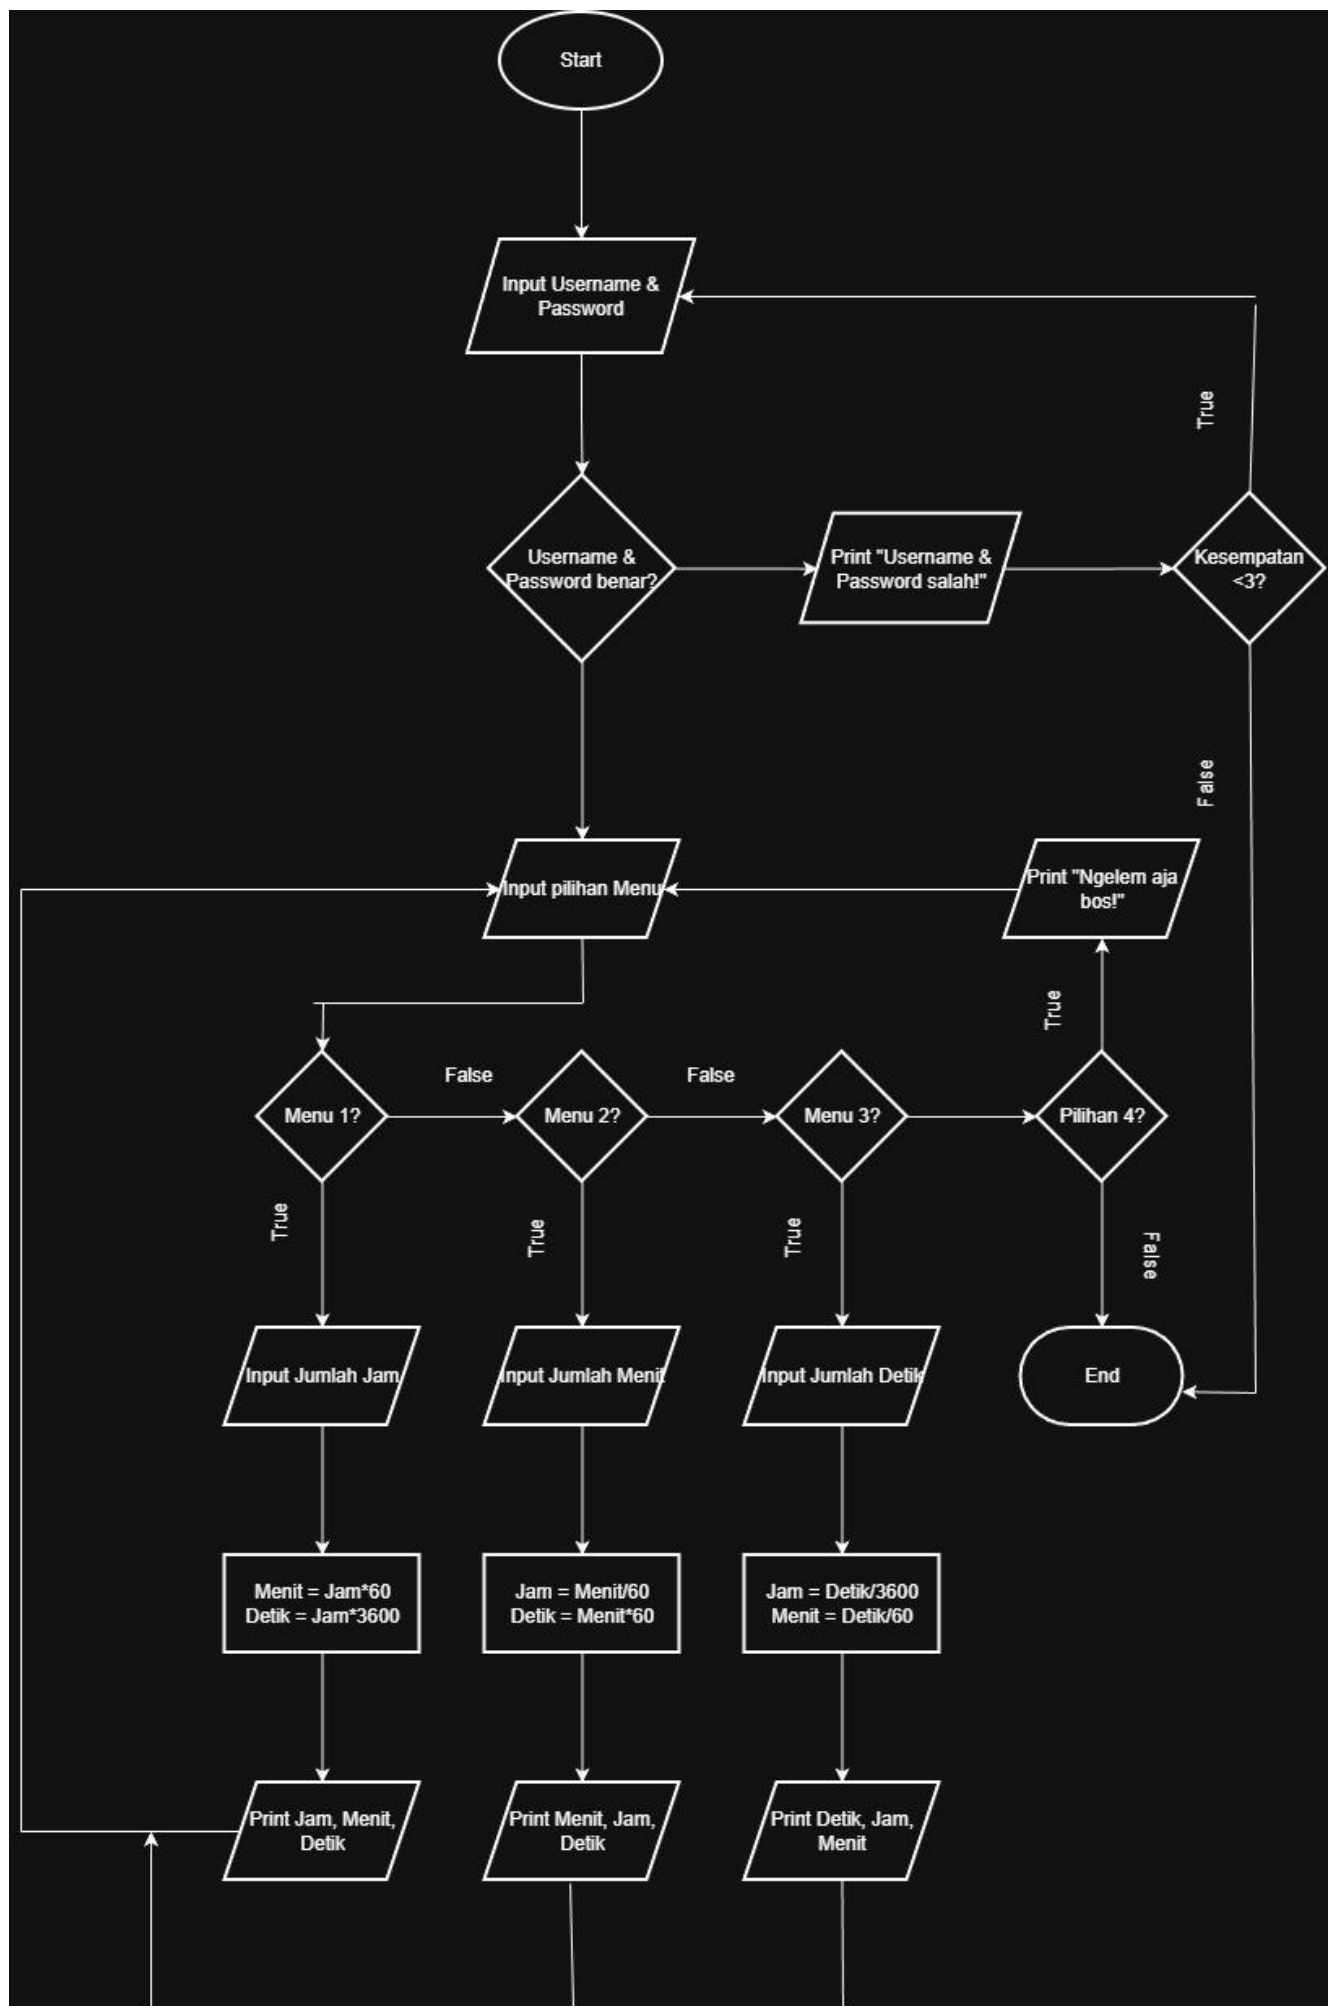 Start
Input Username &
Password
True
Username &
Password benar?
Print "Username &
Password salah!"
Kesempatan
<3?
False
Input pilihan Menu
Print "Ngelem aja
bos!"
True
False
False
Menu 1?
Menu 2?
Menu 3?
Pilihan 4?
True
True
True
False
Input Jumlah Jam
Input Jumlah Menit
Input Jumlah Detik
End
Menit = Jam*60
Detik = Jam*3600
Jam = Menit/60
Detik = Menit*60
Jam = Detik/3600
Menit = Detik/60
Print Jam, Menit,
Detik
Print Menit, Jam,
Detik
Print Detik, Jam,
Menit